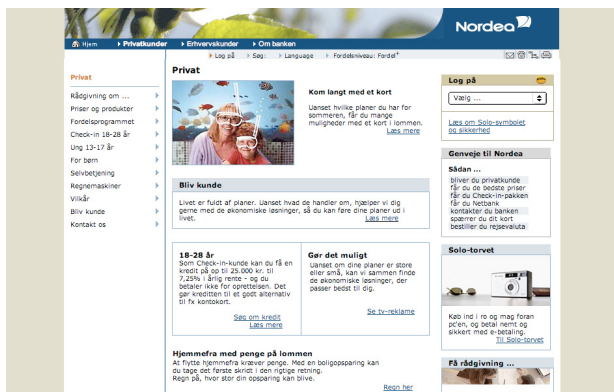 Nordea
Hjem
Privatkunder
Erhvervskunder
Om banken
Log på
Søg:
Language
Fordelsniveau: Fordel+
Privat
Rådgivning om ...
Priser og produkter
Fordelsprogrammet
Check-in 18-28 år
Ung 13-17 år
For børn
Selvbetjening
Regnemaskiner
Vilkår
Bliv kunde
Kontakt os
Privat
Kom langt med et kort
Uanset hvilke planer du har for
sommeren, får du mange
muligheder med et kort i lommen.
Læs mere
Bliv kunde
Livet er fuldt af planer. Uanset hvad de handler om, hjælper vi dig
gerne med de økonomiske løsninger, så du kan føre dine planer ud i
livet.
Læs mere
18-28 år
Som Check-in-kunde kan du få en
kredit på op til 25.000 kr. til
7,25% i årlig rente - og du
betaler ikke for oprettelsen. Det
gør kreditten til et godt alternativ
til fx kontokort.
Søg om kredit
Læs mere
Gør det muligt
Uanset om dine planer er store
eller små, kan vi sammen finde
de økonomiske løsninger, der
passer bedst til dig.
Se tv-reklame
Hjemmefra med penge på lommen
At flytte hjemmefra kræver penge. Med en boligopsparing kan
du tage det første skridt i den rigtige retning.
Regn på, hvor stor din opsparing kan blive.
Regn her
Log på
Vælg ...
Læs om Solo-symbolet
og sikkerhed
Genveje til Nordea
Sådan ...
bliver du privatkunde
får du de bedste priser
får du Check-in-pakken
får du Netbank
kontakter du banken
spærrer du dit kort
bestiller du rejsevaluta
Solo-torvet
Køb ind i ro og mag foran
pc'en, og betal nemt og
sikkert med e-betaling.
Til Solo-torvet
Få rådgivning ...